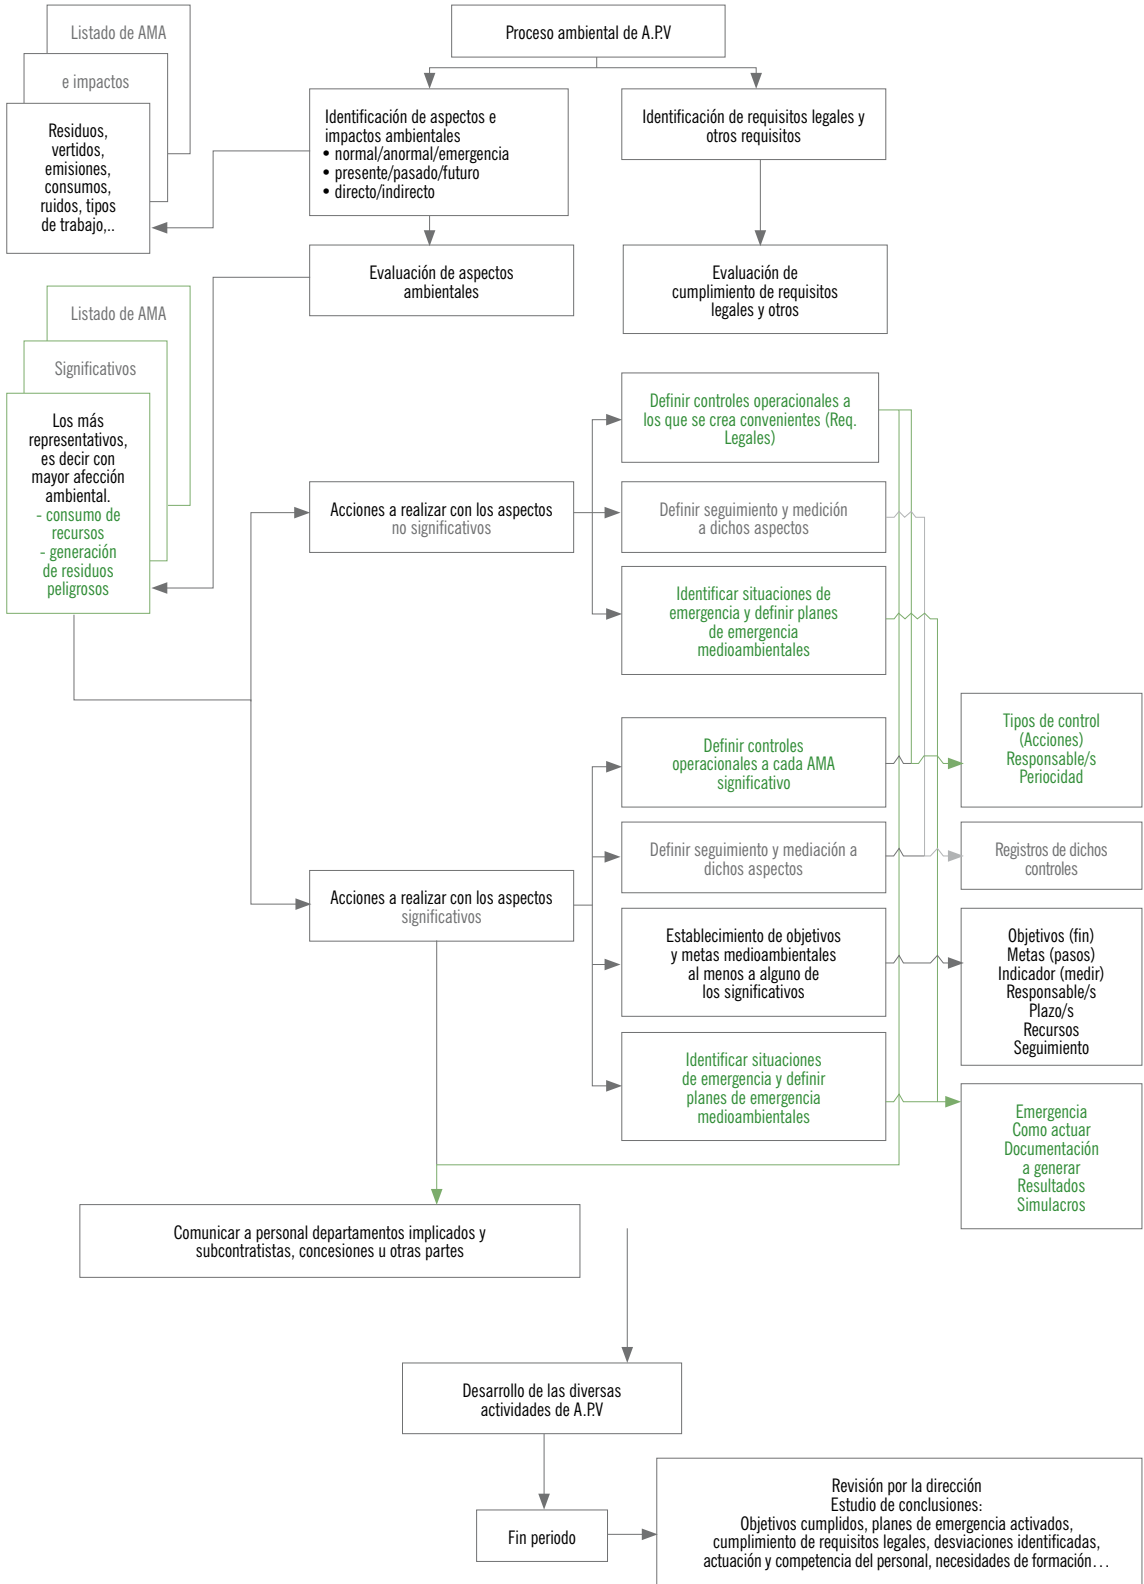 Proceso ambiental de A.P.V
Listado de AMA
e impactos
Residuos,
vertidos,
emisiones,
consumos,
ruidos, tipos
de trabajo,..
Identificación de aspectos e
impactos ambientales
• normal/anormal/emergencia
• presente/pasado/futuro
• directo/indirecto
Identificación de requisitos legales y
otros requisitos
Evaluación de aspectos
ambientales
Evaluación de
cumplimiento de requisitos
legales y otros
Listado de AMA
Significativos
Los más
representativos,
es decir con
mayor afección
ambiental.
- consumo de
recursos
- generación
de residuos
peligrosos
Acciones a realizar con los aspectos
no significativos
Definir controles operacionales a
los que se crea convenientes (Req.
Legales)
Definir seguimiento y medición
a dichos aspectos
Identificar situaciones de
emergencia y definir planes
de emergencia
medioambientales
Acciones a realizar con los aspectos
significativos
Definir controles
operacionales a cada AMA
significativo
Definir seguimiento y mediación a
dichos aspectos
Establecimiento de objetivos
y metas medioambientales
al menos a alguno de
los significativos
Identificar situaciones
de emergencia y definir
planes de emergencia
medioambientales
Tipos de control
(Acciones)
Responsable/s
Periocidad
Registros de dichos
controles
Objetivos (fin)
Metas (pasos)
Indicador (medir)
Responsable/s
Plazo/s
Recursos
Seguimiento
Emergencia
Como actuar
Documentación
a generar
Resultados
Simulacros
Comunicar a personal departamentos implicados y
subcontratistas, concesiones u otras partes
Desarrollo de las diversas
actividades de A.P.V
Fin periodo
Revisión por la dirección
Estudio de conclusiones:
Objetivos cumplidos, planes de emergencia activados,
cumplimiento de requisitos legales, desviaciones identificadas,
actuación y competencia del personal, necesidades de formación...